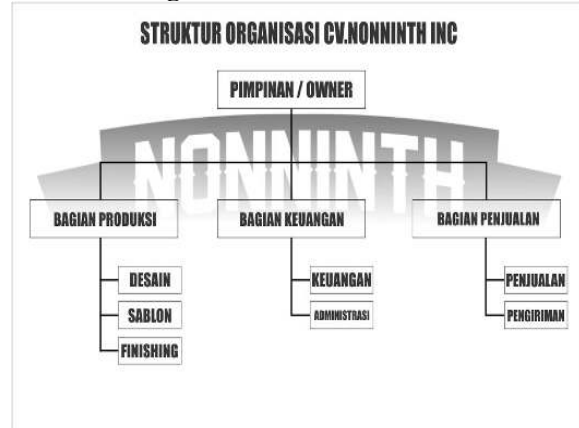 STRUKTUR ORGANISASI CV.NONNINTH INC
PIMPINAN / OWNER
NONNINTH
BAGIAN PRODUKSI
BAGIAN KEUANGAN
BAGIAN PENJUALAN
DESAIN
SABLON
FINISHING
KEUANGAN
ADMINISTRASI
PENJUALAN
PENGIRIMAN